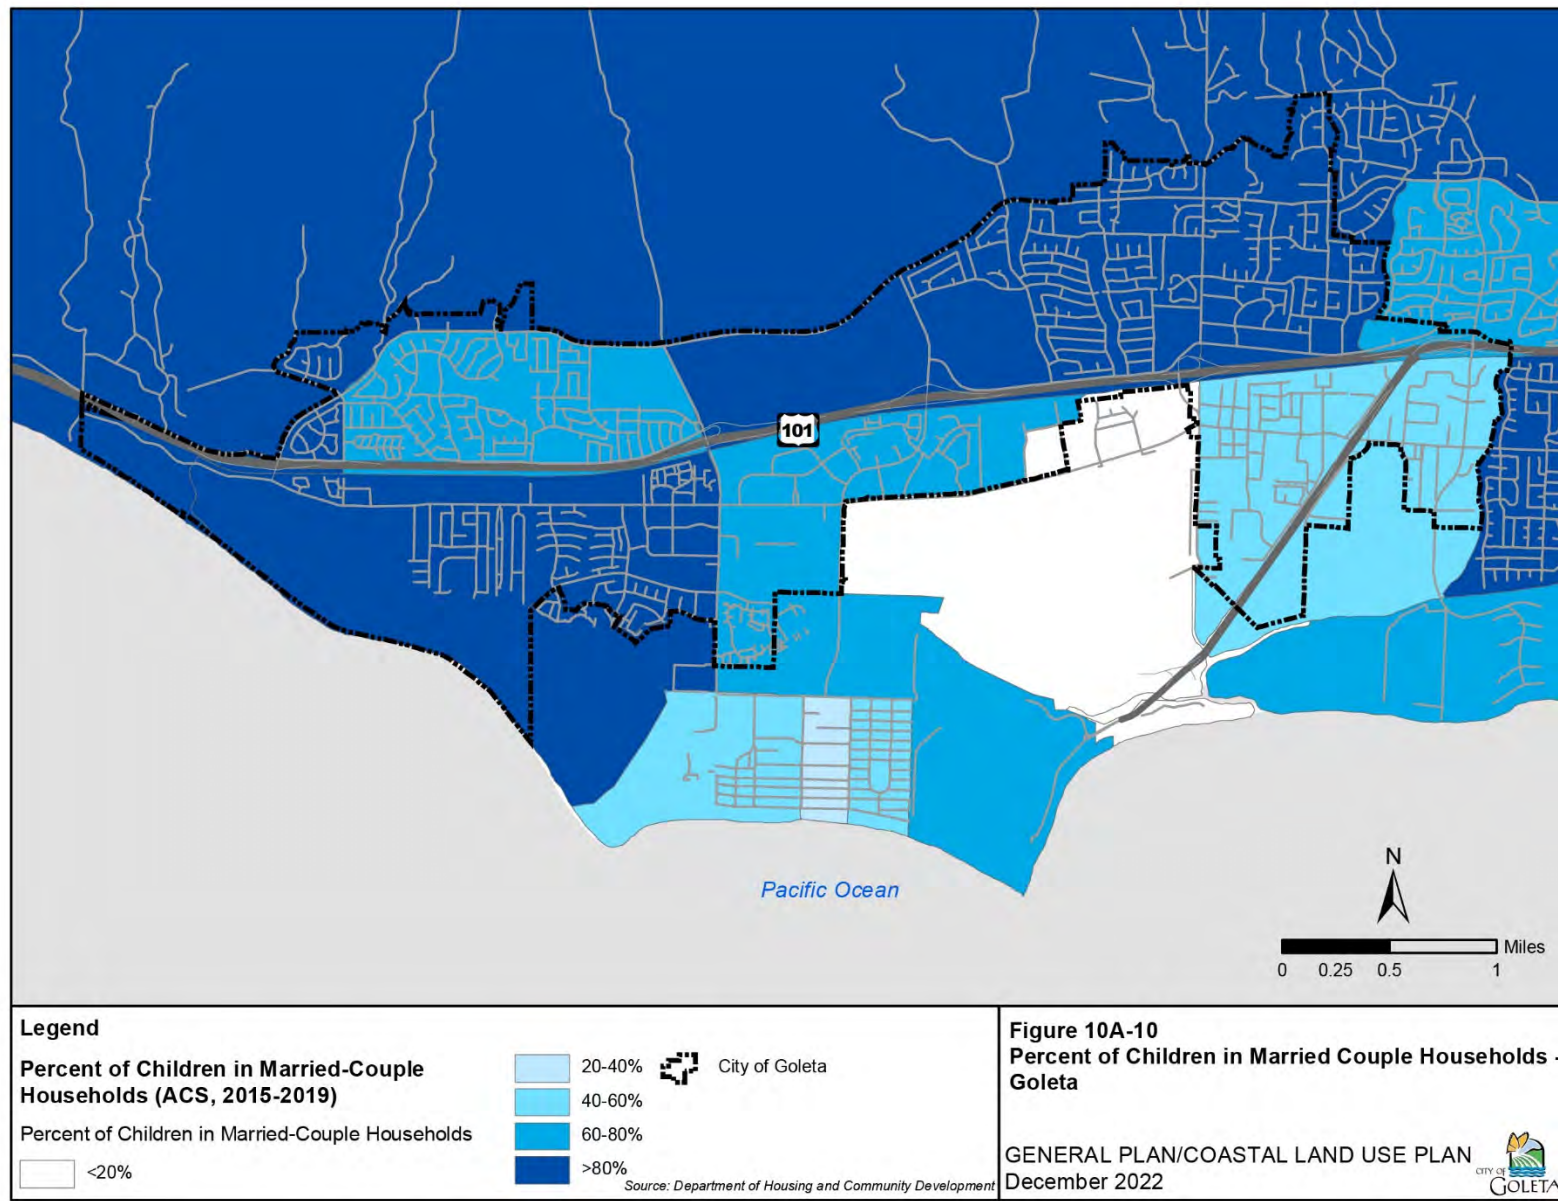 101
Pacific Ocean
N
Miles
0 0.25 0.5 1
Legend
Percent of Children in Married-Couple
Households (ACS, 2015-2019)
Percent of Children in Married-Couple Households
<20%
20-40%
40-60%
60-80%
>80%
City of Goleta
Source: Department of Housing and Community Development
Figure 10A-10
Percent of Children in Married Couple Households -
Goleta
GENERAL PLAN/COASTAL LAND USE PLAN
December 2022
CITY OF
GOLETA